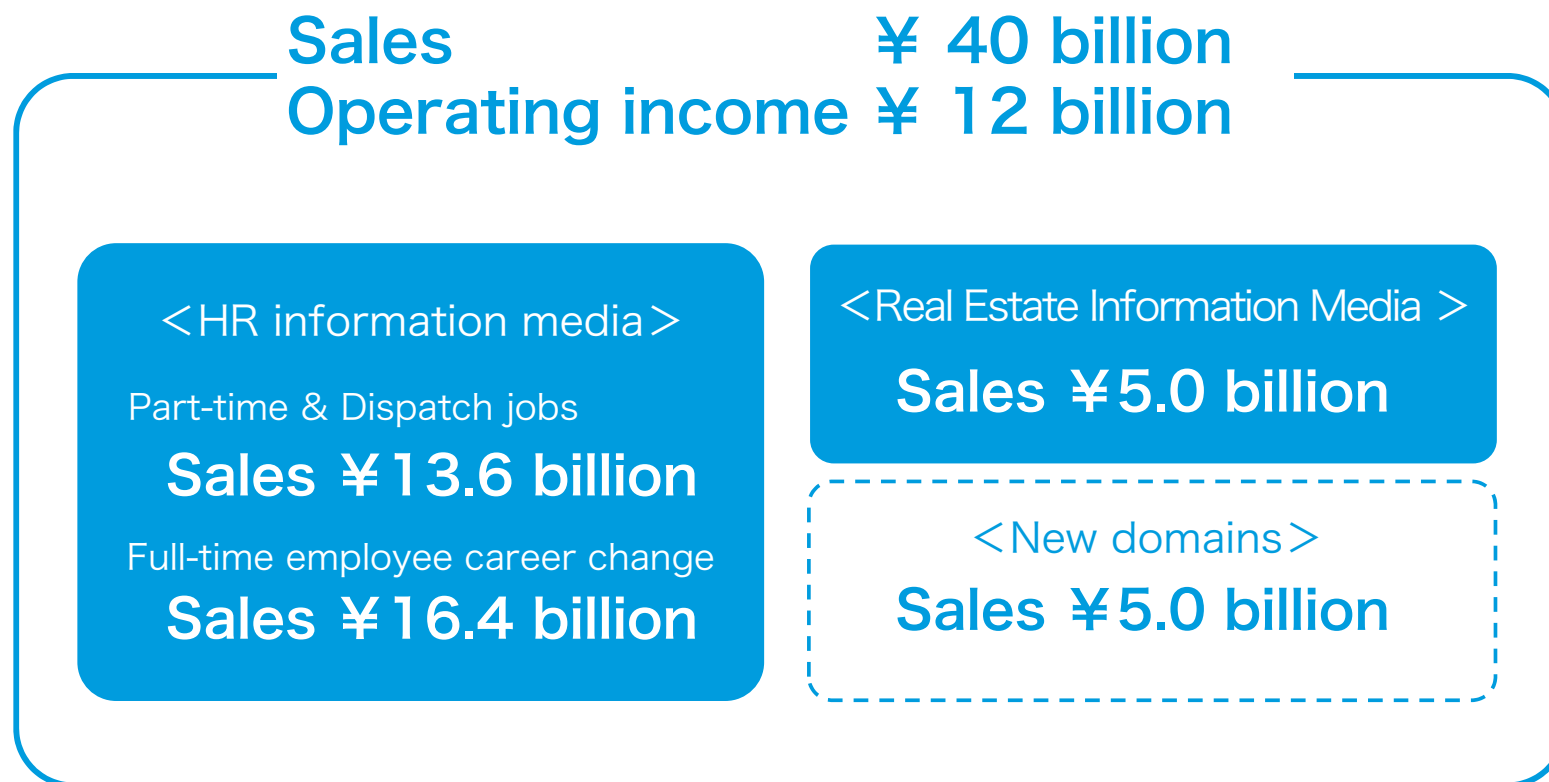 Sales ¥ 40 billion
Operating income ¥ 12 billion
＜HR information media＞
Part-time & Dispatch jobs
Sales ¥13.6 billion
Full-time employee career change
Sales ¥16.4 billion
＜Real Estate Information Media ＞
Sales ¥5.0 billion
＜New domains＞
Sales ¥5.0 billion